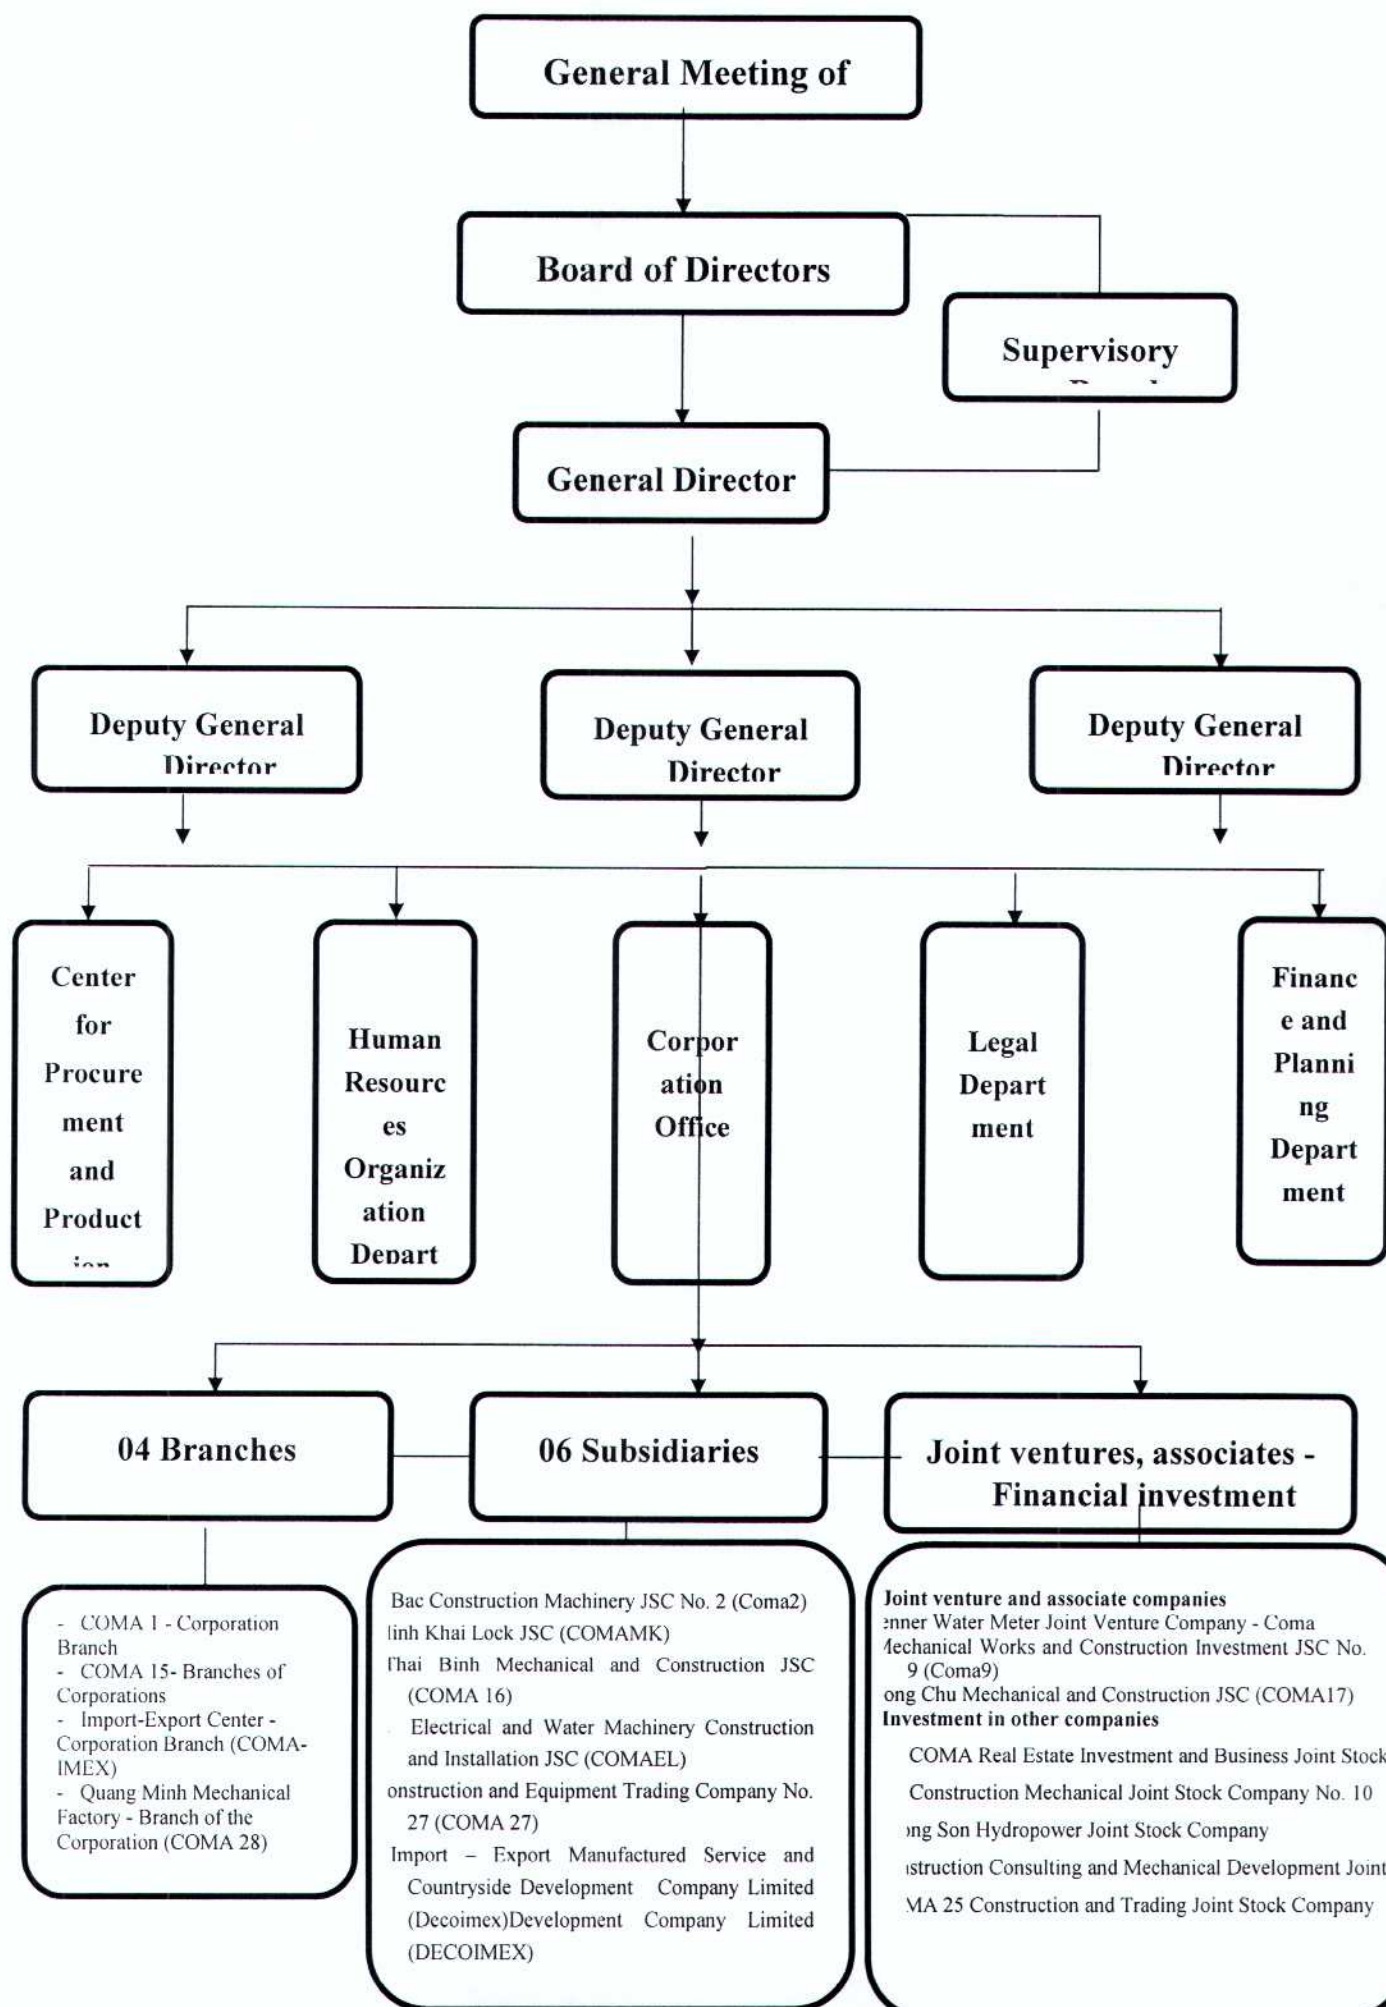 General Meeting of
Board of Directors
Supervisory
General Director
Deputy General
Director
Deputy General
Director
Deputy General
Director
Center
for
Procure
ment
and
Product
ion
Human
Resourc
es
Organiz
ation
Depart
Corpor
ation
Office
Legal
Depart
ment
Financ
e and
Planni
ng
Depart
ment
04 Branches
06 Subsidiaries
Joint ventures, associates -
Financial investment
- COMA 1 - Corporation
Branch
- COMA 15- Branches of
Corporations
- Import-Export Center -
Corporation Branch (COMA-
IMEX)
- Quang Minh Mechanical
Factory - Branch of the
Corporation (COMA 28)
Bac Construction Machinery JSC No. 2 (Coma2)
inh Khai Lock JSC (COMAMK)
Thai Binh Mechanical and Construction JSC
(COMA 16)
Electrical and Water Machinery Construction
and Installation JSC (COMAEL)
onstruction and Equipment Trading Company No.
27 (COMA 27)
Import – Export Manufactured Service and
Countryside Development Company Limited
(Decoimex)Development Company Limited
(DECOIMEX)
Joint venture and associate companies
enner Water Meter Joint Venture Company - Coma
Mechanical Works and Construction Investment JSC No.
9 (Coma9)
ong Chu Mechanical and Construction JSC (COMA17)
Investment in other companies
COMA Real Estate Investment and Business Joint Stock
Construction Mechanical Joint Stock Company No. 10
ong Son Hydropower Joint Stock Company
struction Consulting and Mechanical Development Joint
MA 25 Construction and Trading Joint Stock Company